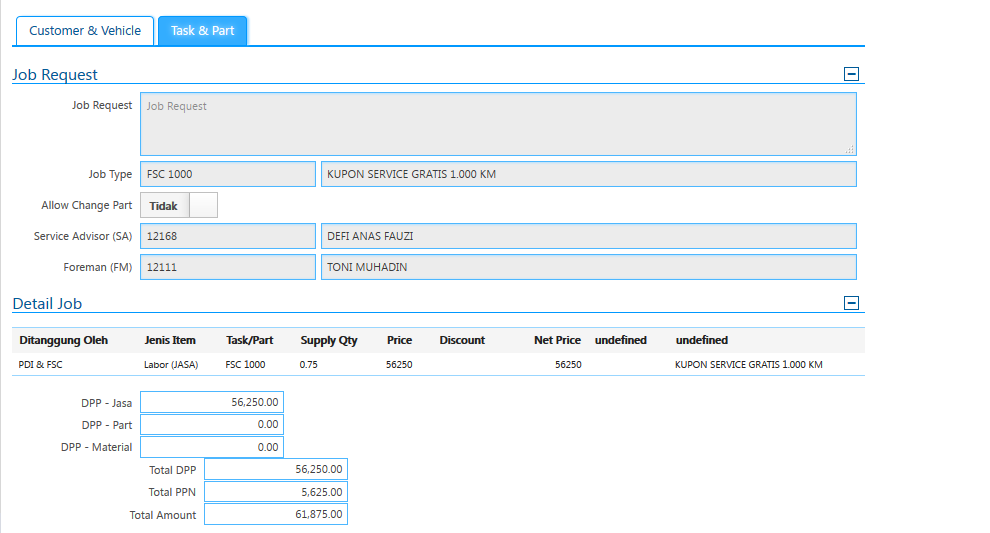 Customer & Vehicle Task & Part
Job Request
Job Request Job Request
Job Type FSC 1000 KUPON SERVICE GRATIS 1.000 KM
Allow Change Part Tidak
Service Advisor (SA) 12168 DEFI ANAS FAUZI
Foreman (FM) 12111 TONI MUHADIN
Detail Job
Ditanggung Oleh Jenis Item Task/Part Supply Qty Price Discount Net Price undefined undefined
PDI & FSC Labor (JASA) FSC 1000 0.75 56250 56250 KUPON SERVICE GRATIS 1.000 KM
DPP - Jasa 56,250.00
DPP - Part 0.00
DPP - Material 0.00
Total DPP 56,250.00
Total PPN 5,625.00
Total Amount 61,875.00